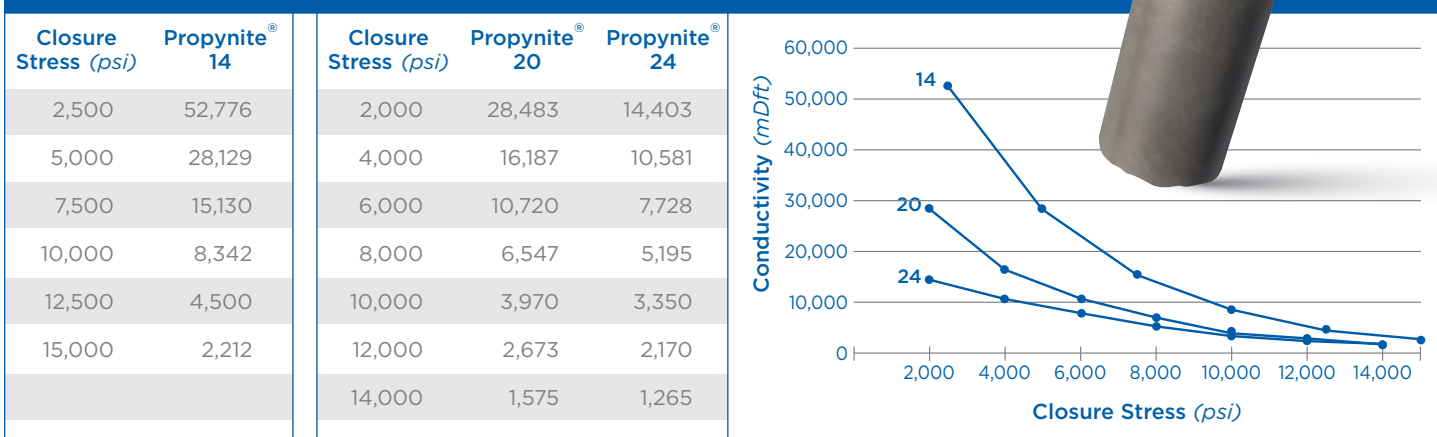 Closure Stress (psi) Propynite® 14
2,500 52,776
5,000 28,129
7,500 15,130
10,000 8,342
12,500 4,500
15,000 2,212
Closure Stress (psi) Propynite® 20 Propynite® 24
2,000 28,483 14,403
4,000 16,187 10,581
6,000 10,720 7,728
8,000 6,547 5,195
10,000 3,970 3,350
12,000 2,673 2,170
14,000 1,575 1,265
Conductivity (mDft)
60,000
50,000
40,000
30,000
20,000
10,000
0
14
20
24
2,000 4,000 6,000 8,000 10,000 12,000 14,000
Closure Stress (psi)